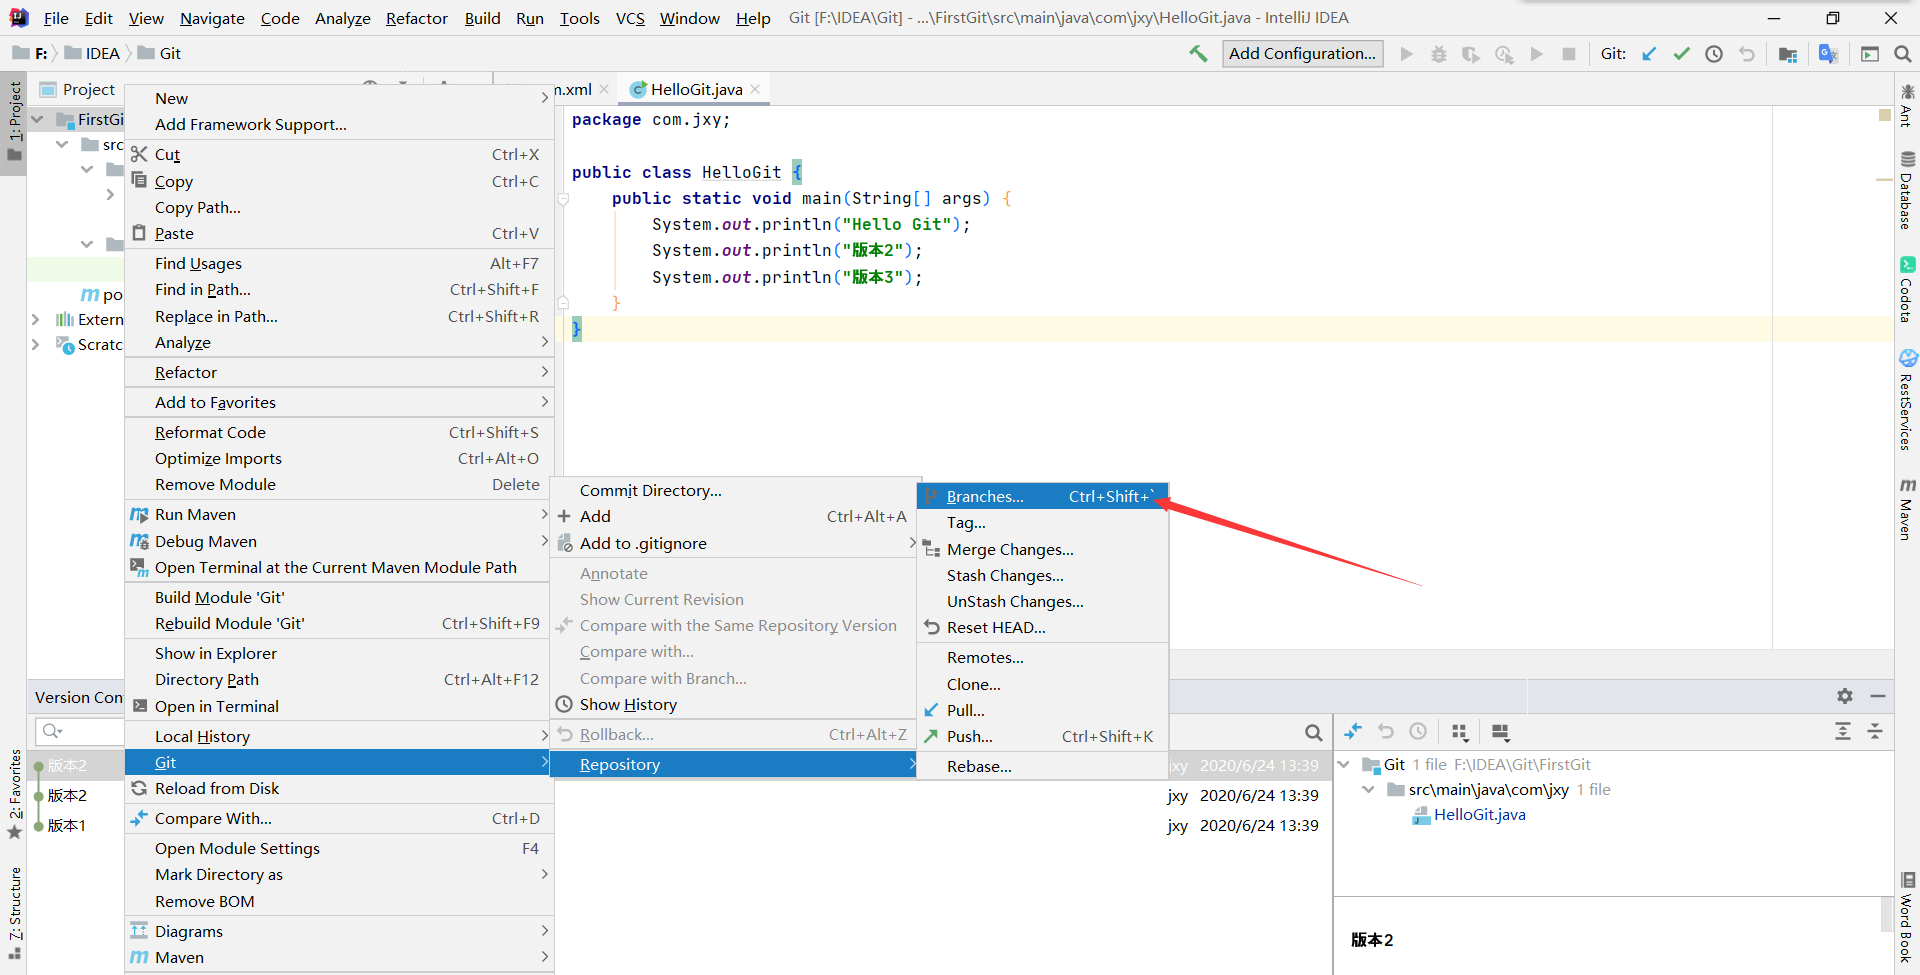 File Edit View Navigate Code Analyze Refactor Build Run Tools VCS Window Help Git [F:\IDEA\Git] - ...\FirstGit\src\main\java\com\jxy\HelloGit.java - IntelliJ IDEA
F: IDEA Git Add Configuration... Git:
1: Project
2: Favorites
7: Structure
Project
FirstGi
src
po
Extern
Scratc
New
Add Framework Support...
Cut Ctrl+X
Copy Ctrl+C
Copy Path...
Paste Ctrl+V
Find Usages Alt+F7
Find in Path... Ctrl+Shift+F
Replace in Path... Ctrl+Shift+R
Analyze
Refactor
Add to Favorites
Reformat Code Ctrl+Shift+S
Optimize Imports Ctrl+Alt+O
Remove Module Delete
Run Maven
Debug Maven
Open Terminal at the Current Maven Module Path
Build Module 'Git'
Rebuild Module 'Git' Ctrl+Shift+F9
Show in Explorer
Directory Path Ctrl+Alt+F12
Open in Terminal
Local History
Git
Reload from Disk
Compare With... Ctrl+D
Open Module Settings F4
Mark Directory as
Remove BOM
Diagrams
Maven
m.xml HelloGit.java
package com.jxy;
public class HelloGit {
public static void main(String[] args) {
System.out.println("Hello Git");
System.out.println("版本2");
System.out.println("版本3");
}
}
Commit Directory...
Add Ctrl+Alt+A
Add to .gitignore
Annotate
Show Current Revision
Compare with the Same Repository Version
Compare with...
Compare with Branch...
Show History
Rollback... Ctrl+Alt+Z
Repository
Branches... Ctrl+Shift+`
Tag...
Merge Changes...
Stash Changes...
UnStash Changes...
Reset HEAD...
Remotes...
Clone...
Pull...
Push... Ctrl+Shift+K
Rebase...
Version Con
版本2
版本2
版本1
jxy 2020/6/24 13:39
jxy 2020/6/24 13:39
jxy 2020/6/24 13:39
Git 1 file F:\IDEA\Git\FirstGit
src\main\java\com\jxy 1 file
HelloGit.java
版本2
Ant
Database
Codota
RestServices
Maven
Word Book